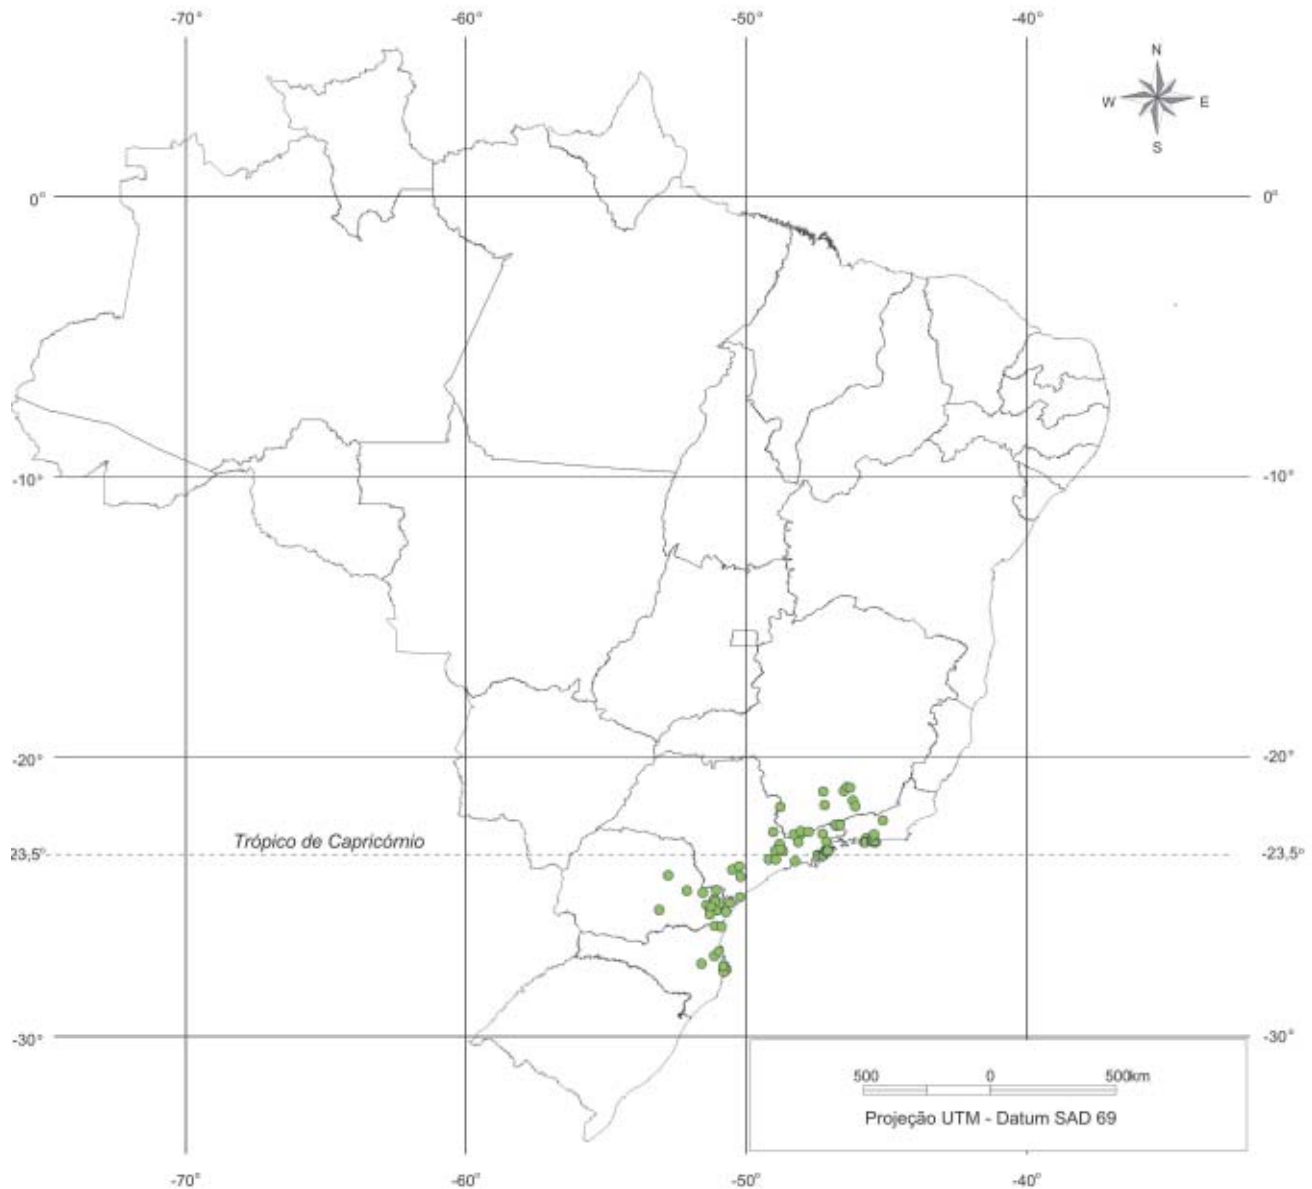 -70° -60° -50° -40°
N
W E
S
0° 0°
-10° -10°
-20° -20°
Trópico de Capricórnio
23,5° -23,5°
-30° -30°
500 0 500km
Projeção UTM - Datum SAD 69
-70° -60° -50° -40°